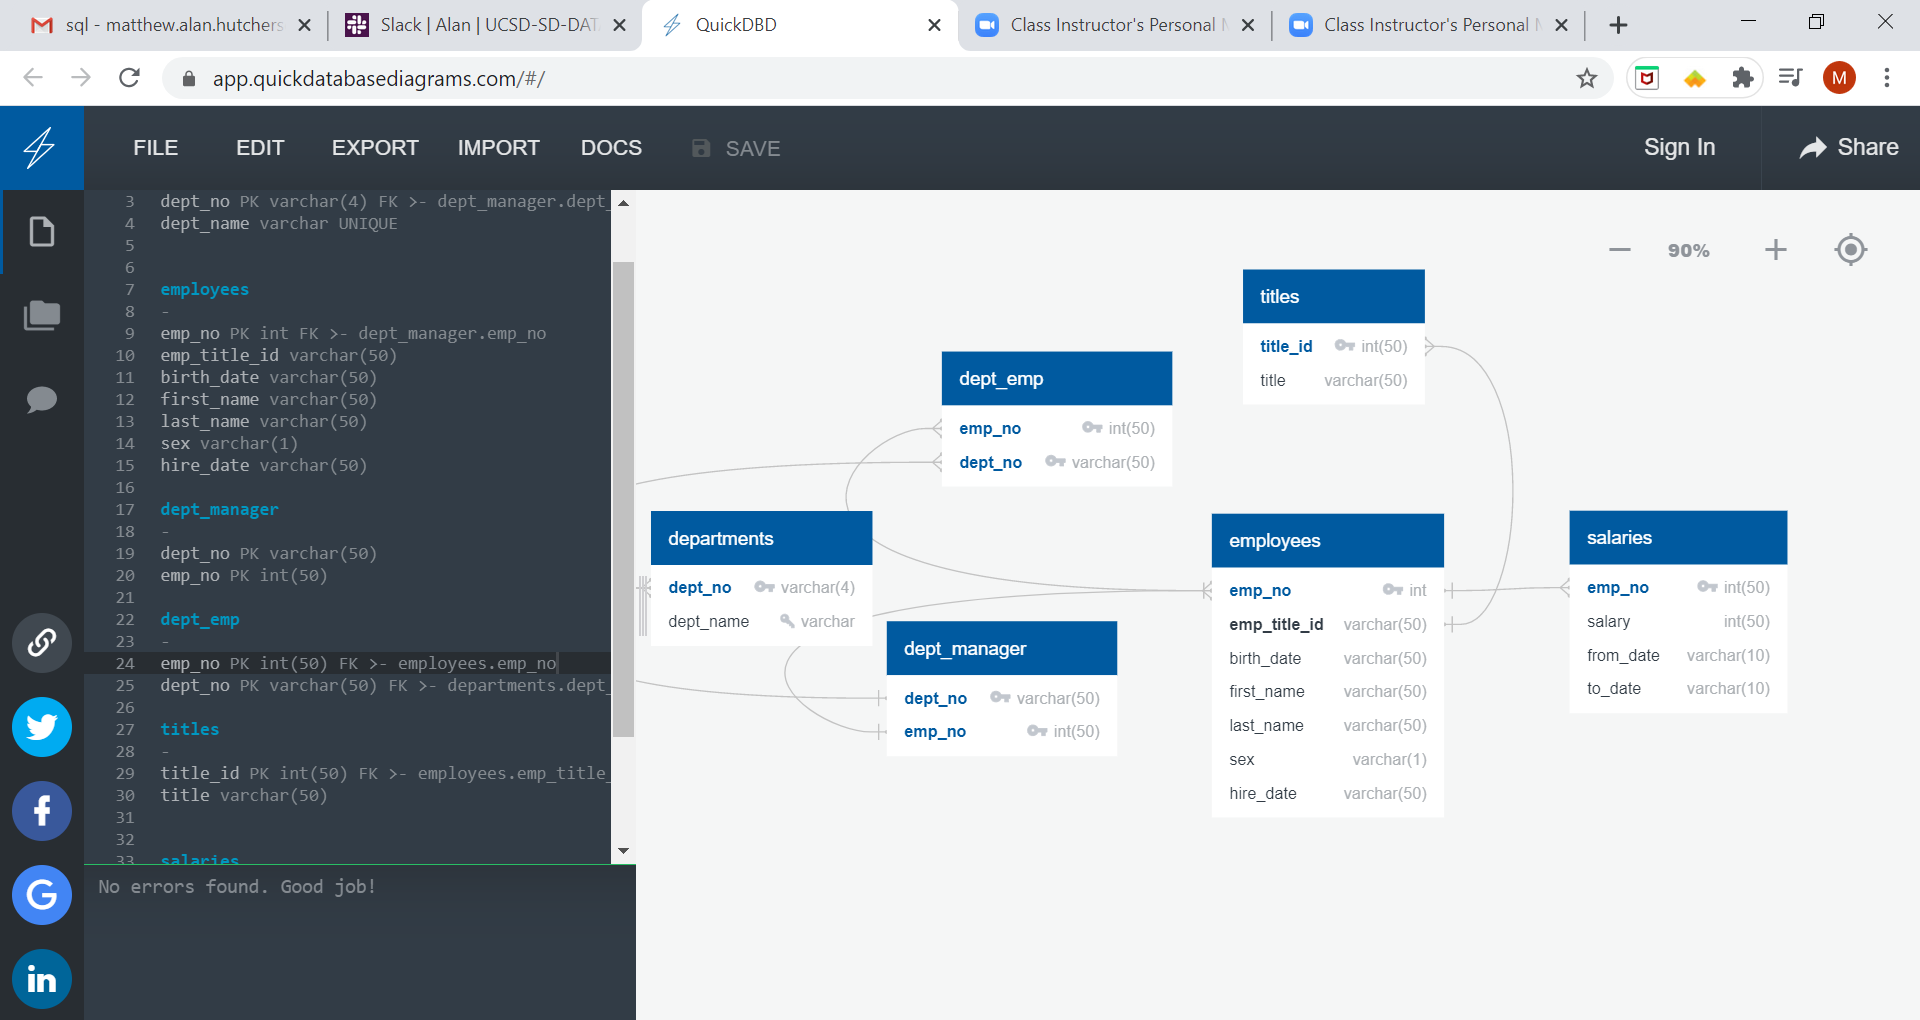 sql - matthew.alan.hutchers
Slack | Alan | UCSD-SD-DAT
QuickDBD
Class Instructor's Personal M
Class Instructor's Personal M
app.quickdatabasediagrams.com/#/
M
FILE EDIT EXPORT IMPORT DOCS SAVE
Sign In
Share
3 dept_no PK varchar(4) FK >- dept_manager.dept_
4 dept_name varchar UNIQUE
5
6
7 employees
8 -
9 emp_no PK int FK >- dept_manager.emp_no
10 emp_title_id varchar(50)
11 birth_date varchar(50)
12 first_name varchar(50)
13 last_name varchar(50)
14 sex varchar(1)
15 hire_date varchar(50)
16
17 dept_manager
18 -
19 dept_no PK varchar(50)
20 emp_no PK int(50)
21
22 dept_emp
23 -
24 emp_no PK int(50) FK >- employees.emp_no
25 dept_no PK varchar(50) FK >- departments.dept_
26
27 titles
28 -
29 title_id PK int(50) FK >- employees.emp_title_
30 title varchar(50)
31
32
33 salaries
No errors found. Good job!
90%
titles
title_id int(50)
title varchar(50)
dept_emp
emp_no int(50)
dept_no varchar(50)
departments
dept_no varchar(4)
dept_name varchar
dept_manager
dept_no varchar(50)
emp_no int(50)
employees
emp_no int
emp_title_id varchar(50)
birth_date varchar(50)
first_name varchar(50)
last_name varchar(50)
sex varchar(1)
hire_date varchar(50)
salaries
emp_no int(50)
salary int(50)
from_date varchar(10)
to_date varchar(10)